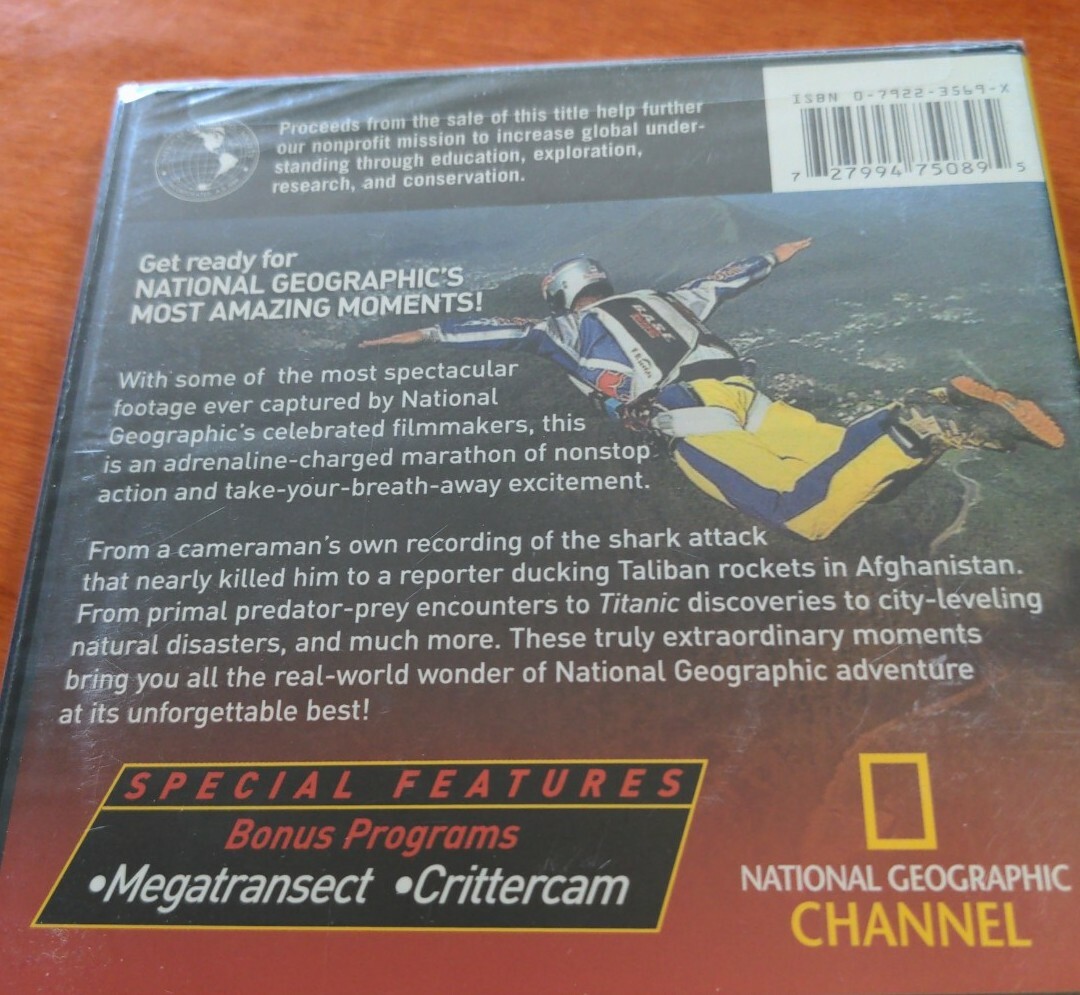 Proceeds from the sale of this title help further
our nonprofit mission to increase global under-
standing through education, exploration,
research, and conservation.
ISBN 0-7922-3569-X
7 27994 75089 5
Get ready for
NATIONAL GEOGRAPHIC'S
MOST AMAZING MOMENTS!
BASE
With some of the most spectacular
footage ever captured by National
Geographic's celebrated filmmakers, this
is an adrenaline-charged marathon of nonstop
action and take-your-breath-away excitement.
From a cameraman's own recording of the shark attack
that nearly killed him to a reporter ducking Taliban rockets in Afghanistan.
From primal predator-prey encounters to Titanic discoveries to city-leveling
natural disasters, and much more. These truly extraordinary moments
bring you all the real-world wonder of National Geographic adventure
at its unforgettable best!
SPECIAL FEATURES
Bonus Programs
•Megatransect •Crittercam
NATIONAL GEOGRAPHIC
CHANNEL